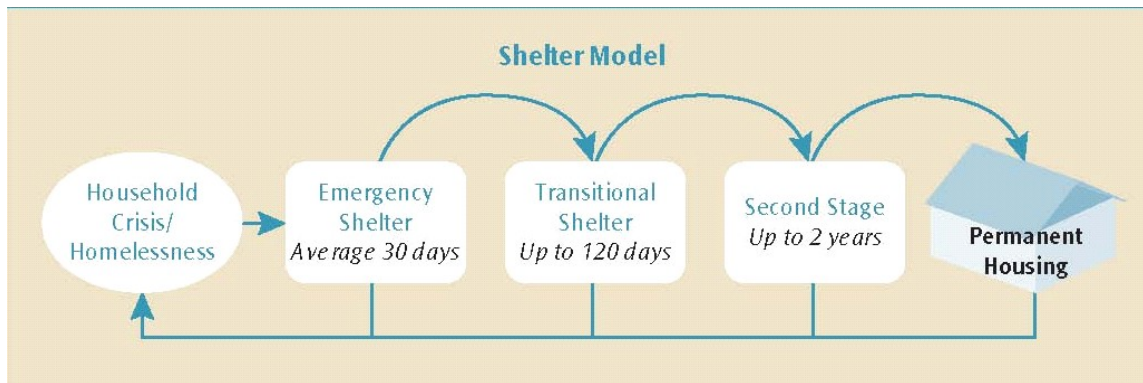 Shelter Model
Household
Crisis/
Homelessness
Emergency
Shelter
Average 30 days
Transitional
Shelter
Up to 120 days
Second Stage
Up to 2 years
Permanent
Housing